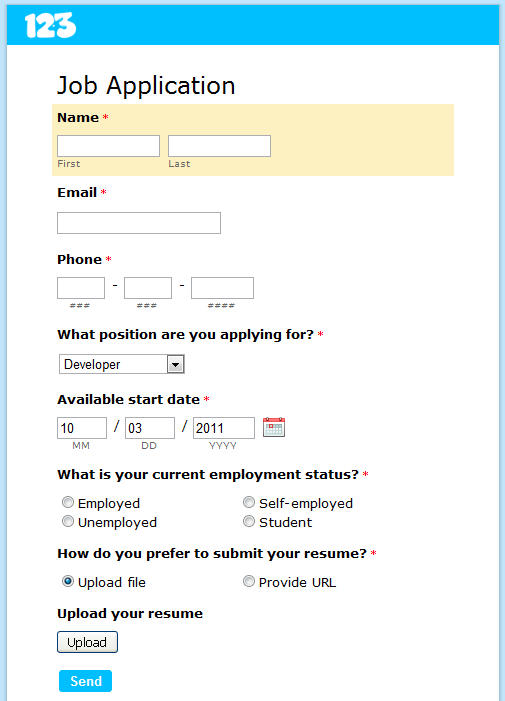 123
Job Application
Name *
First Last
Email *
Phone *
- -
### ### ####
What position are you applying for? *
Developer
Available start date *
10 / 03 / 2011
MM DD YYYY
What is your current employment status? *
Employed Self-employed
Unemployed Student
How do you prefer to submit your resume? *
Upload file Provide URL
Upload your resume
Upload
Send